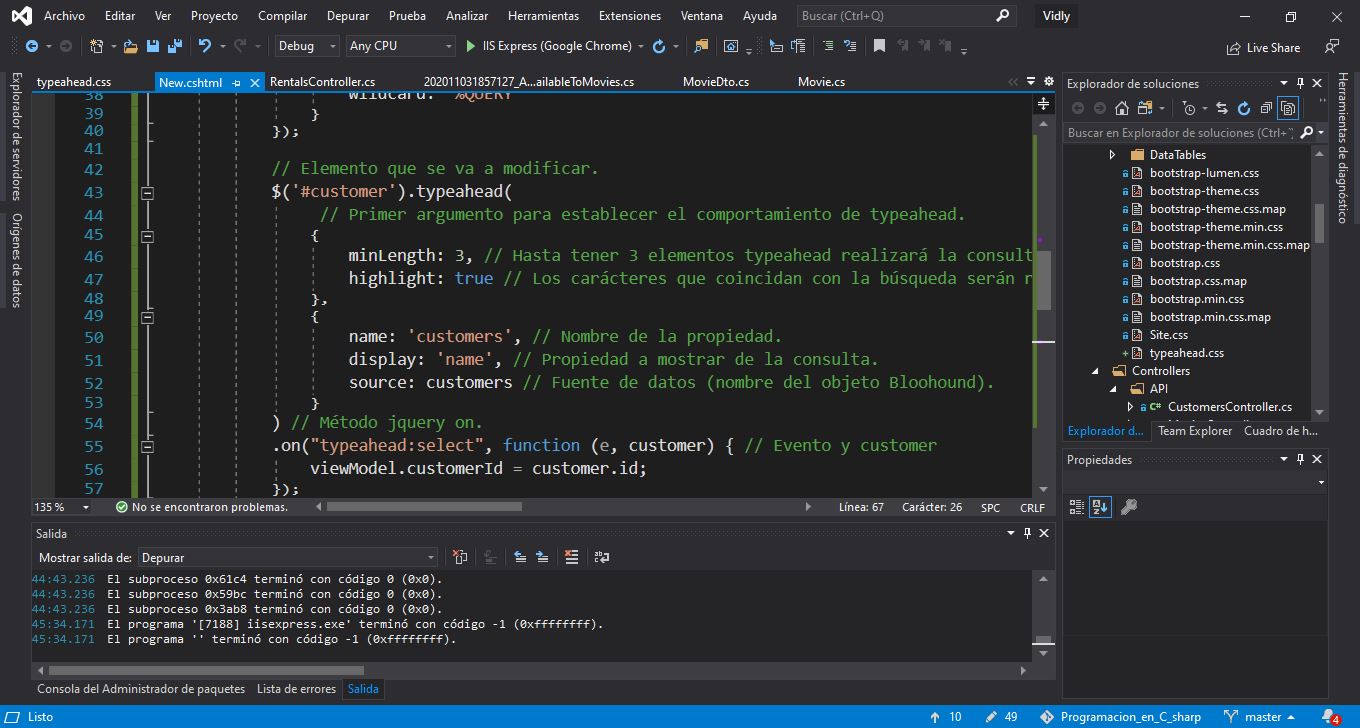 Archivo Editar Ver Proyecto Compilar Depurar Prueba Analizar Herramientas Extensiones Ventana Ayuda Buscar (Ctrl+Q) Vidly
Debug Any CPU IIS Express (Google Chrome) Live Share
Explorador de servidores
Orígenes de datos
typeahead.css New.cshtml RentalsController.cs 202011031857127_A...ailableToMovies.cs MovieDto.cs Movie.cs
38 wildcard: '%QUERY'
39 }
40 });
41
42 // Elemento que se va a modificar.
43 $('#customer').typeahead(
44 // Primer argumento para establecer el comportamiento de typeahead.
45 {
46 minLength: 3, // Hasta tener 3 elementos typeahead realizará la consult
47 highlight: true // Los carácteres que coincidan con la búsqueda serán r
48 },
49 {
50 name: 'customers', // Nombre de la propiedad.
51 display: 'name', // Propiedad a mostrar de la consulta.
52 source: customers // Fuente de datos (nombre del objeto Bloohound).
53 }
54 ) // Método jquery on.
55 .on("typeahead:select", function (e, customer) { // Evento y customer
56 viewModel.customerId = customer.id;
57 });
135 % No se encontraron problemas. Línea: 67 Carácter: 26 SPC CRLF
Salida
Mostrar salida de: Depurar
44:43.236 El subproceso 0x61c4 terminó con código 0 (0x0).
44:43.236 El subproceso 0x59bc terminó con código 0 (0x0).
44:43.236 El subproceso 0x3ab8 terminó con código 0 (0x0).
45:34.171 El programa '[7188] iisexpress.exe' terminó con código -1 (0xffffffff).
45:34.171 El programa '' terminó con código -1 (0xffffffff).
Consola del Administrador de paquetes Lista de errores Salida
Explorador de soluciones
Buscar en Explorador de soluciones (Ctrl+
DataTables
bootstrap-lumen.css
bootstrap-theme.css
bootstrap-theme.css.map
bootstrap-theme.min.css
bootstrap-theme.min.css.map
bootstrap.css
bootstrap.css.map
bootstrap.min.css
bootstrap.min.css.map
Site.css
typeahead.css
Controllers
API
C# CustomersController.cs
Explorador d... Team Explorer Cuadro de h...
Propiedades
Herramientas de diagnóstico
Listo 10 49 Programacion_en_C_sharp master 4